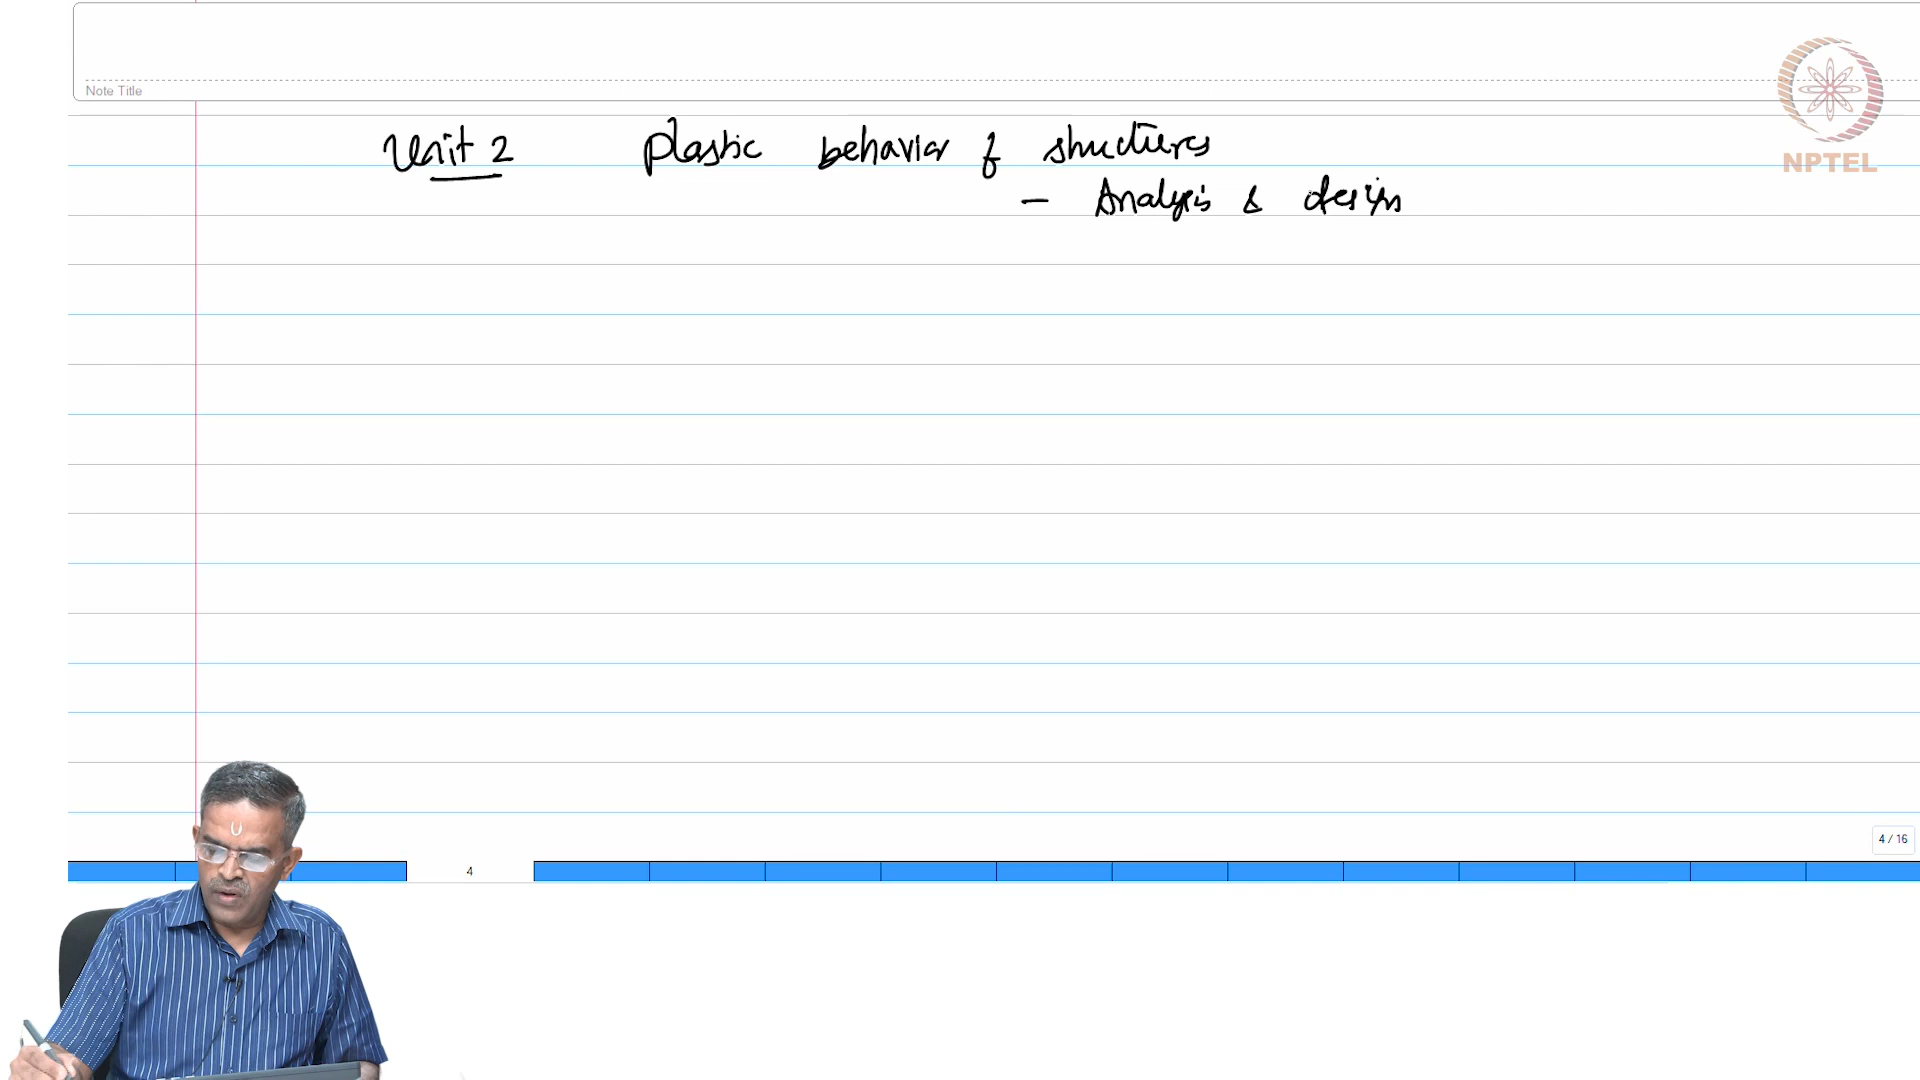 Note Title
NPTEL
Unit 2 plastic behavior of structures
- Analysis & design
4 / 16
4